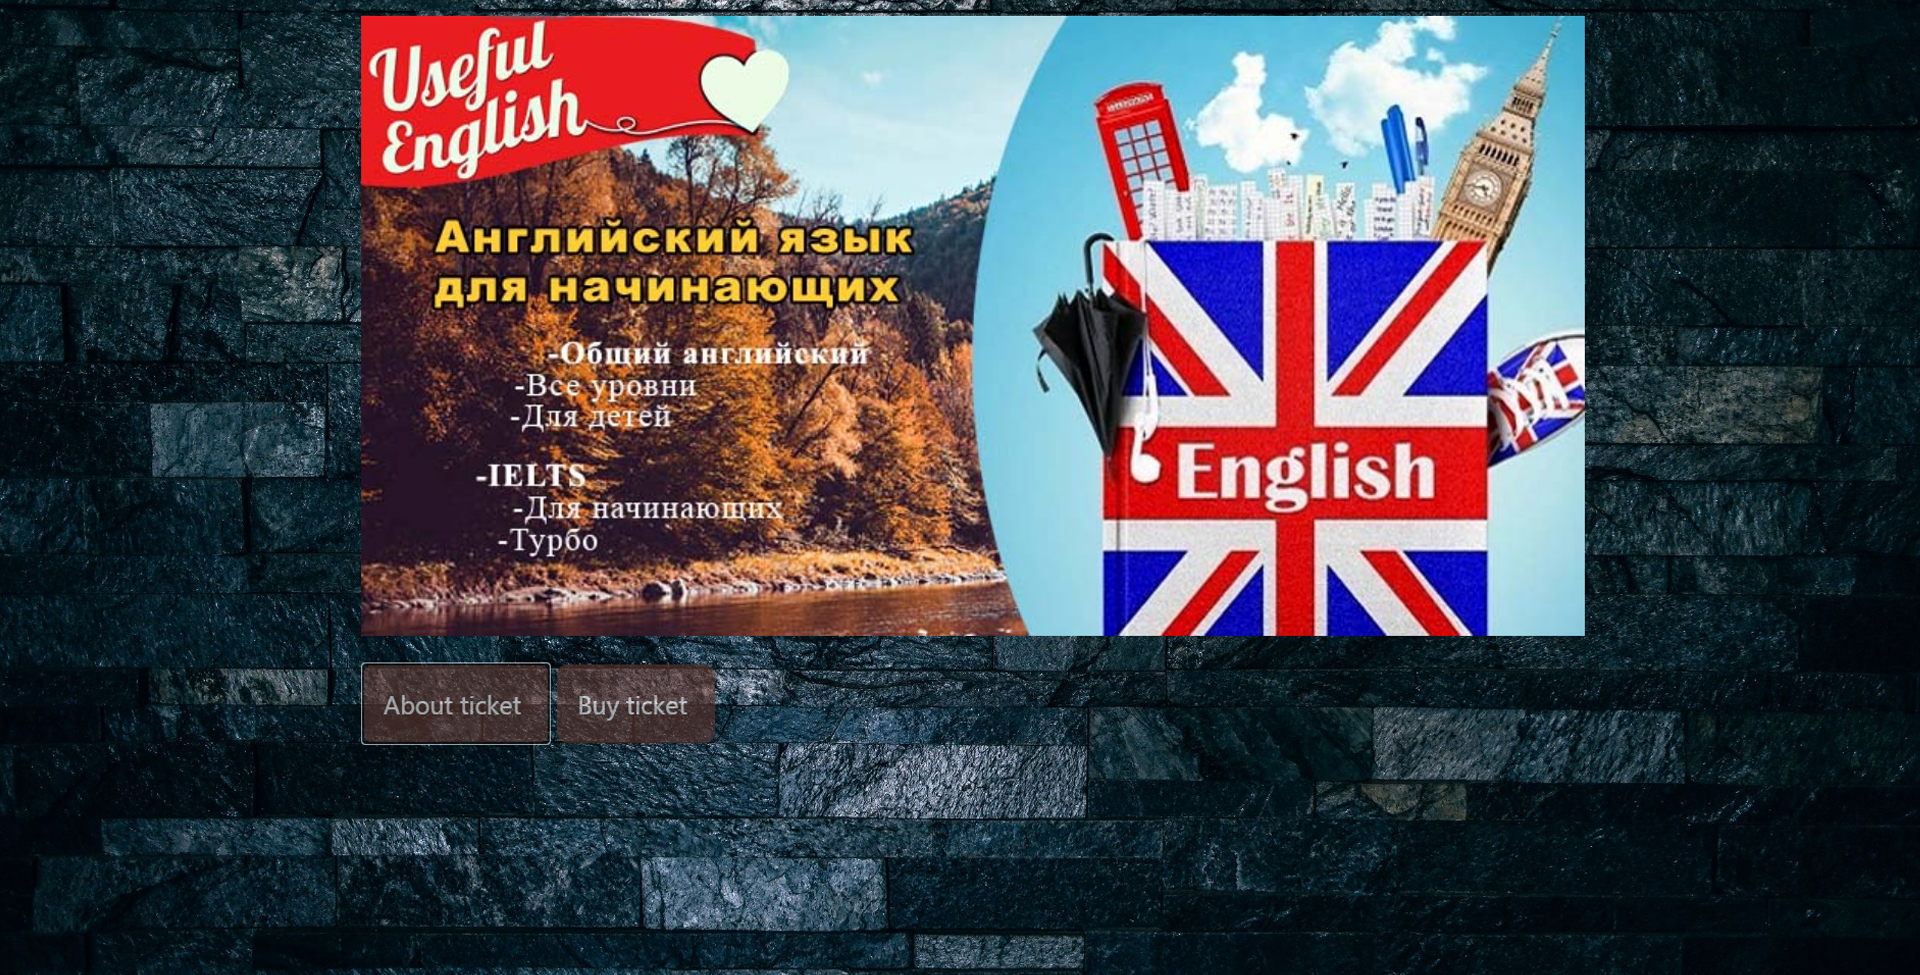 Useful
English
Английский язык
для начинающих
-Общий английский
-Все уровни
-Для детей
-IELTS
-Для начинающих
-Турбо
English
About ticket
Buy ticket